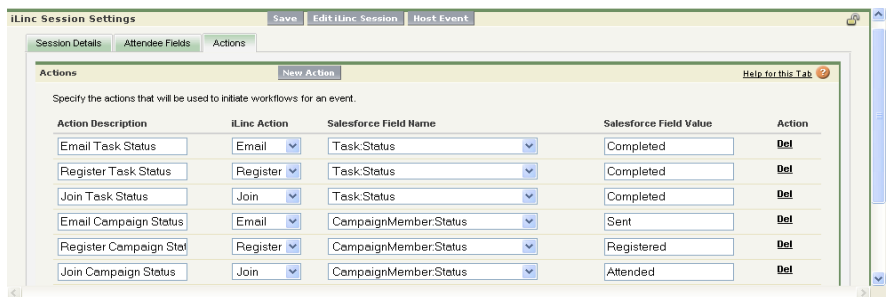 iLinc Session Settings Save Edit iLinc Session Host Event
Session Details Attendee Fields Actions
Actions New Action Help for this Tab ?
Specify the actions that will be used to initiate workflows for an event.
Action Description iLinc Action Salesforce Field Name Salesforce Field Value Action
Email Task Status Email Task:Status Completed Del
Register Task Status Register Task:Status Completed Del
Join Task Status Join Task:Status Completed Del
Email Campaign Status Email CampaignMember:Status Sent Del
Register Campaign Stat Register CampaignMember:Status Registered Del
Join Campaign Status Join CampaignMember:Status Attended Del